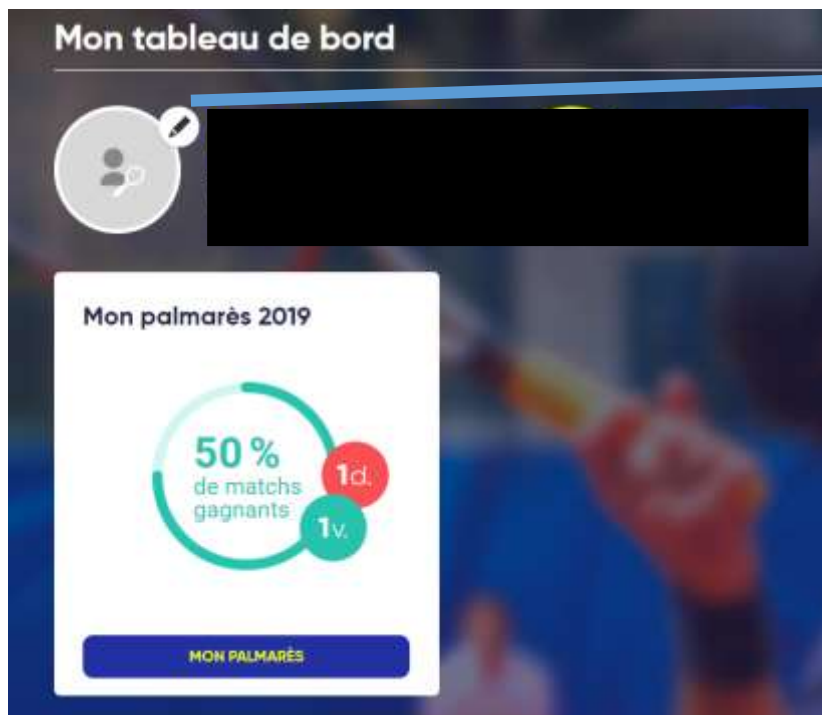 Mon tableau de bord
Mon palmarès 2019
50 %
de matchs
gagnants
1d.
1v.
MON PALMARÈS